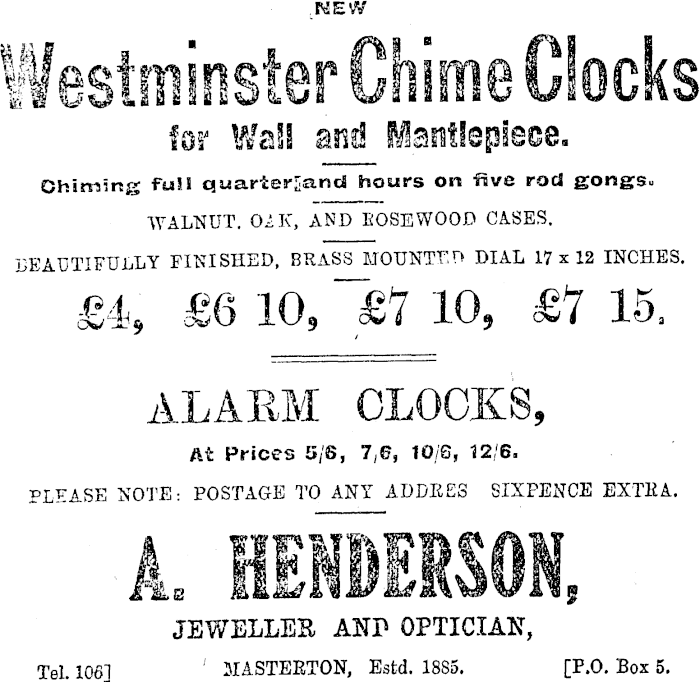 NEW
Westminster Chime Clocks
for Wall and Mantlepiece.
Chiming full quarter and hours on five rod gongs.
WALNUT, OAK, AND ROSEWOOD CASES.
BEAUTIFULLY FINISHED, BRASS MOUNTED DIAL 17 x 12 INCHES.
£4, £6 10, £7 10, £7 15.
ALARM CLOCKS,
At Prices 5/6, 7/6, 10/6, 12/6.
PLEASE NOTE: POSTAGE TO ANY ADDRES SIXPENCE EXTRA.
A. HENDERSON,
JEWELLER AND OPTICIAN,
Tel. 106] MASTERTON, Estd. 1885. [P.O. Box 5.